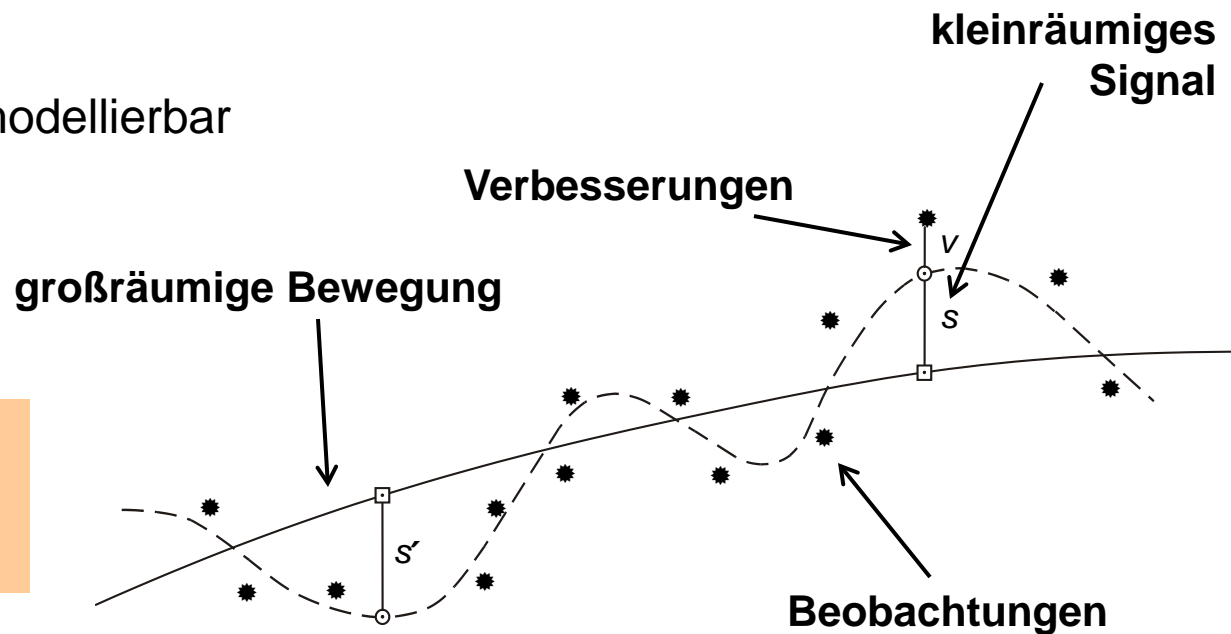 kleinräumiges
Signal
modellierbar
Verbesserungen
v
großräumige Bewegung
s
s′
Beobachtungen